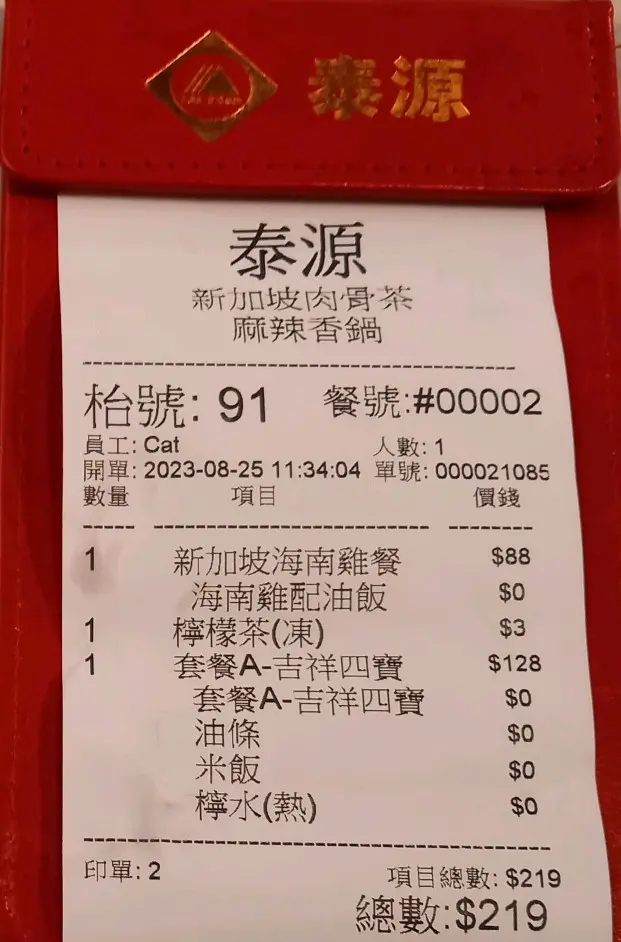 泰源
泰源
新加坡肉骨茶
麻辣香鍋
枱號: 91 餐號:#00002
員工: Cat 人數: 1
開單: 2023-08-25 11:34:04 單號: 000021085
數量 項目 價錢
1 新加坡海南雞餐 $88
海南雞配油飯 $0
1 檸檬茶(凍) $3
1 套餐A-吉祥四寶 $128
套餐A-吉祥四寶 $0
油條 $0
米飯 $0
檸水(熱) $0
印單: 2 項目總數: $219
總數:$219